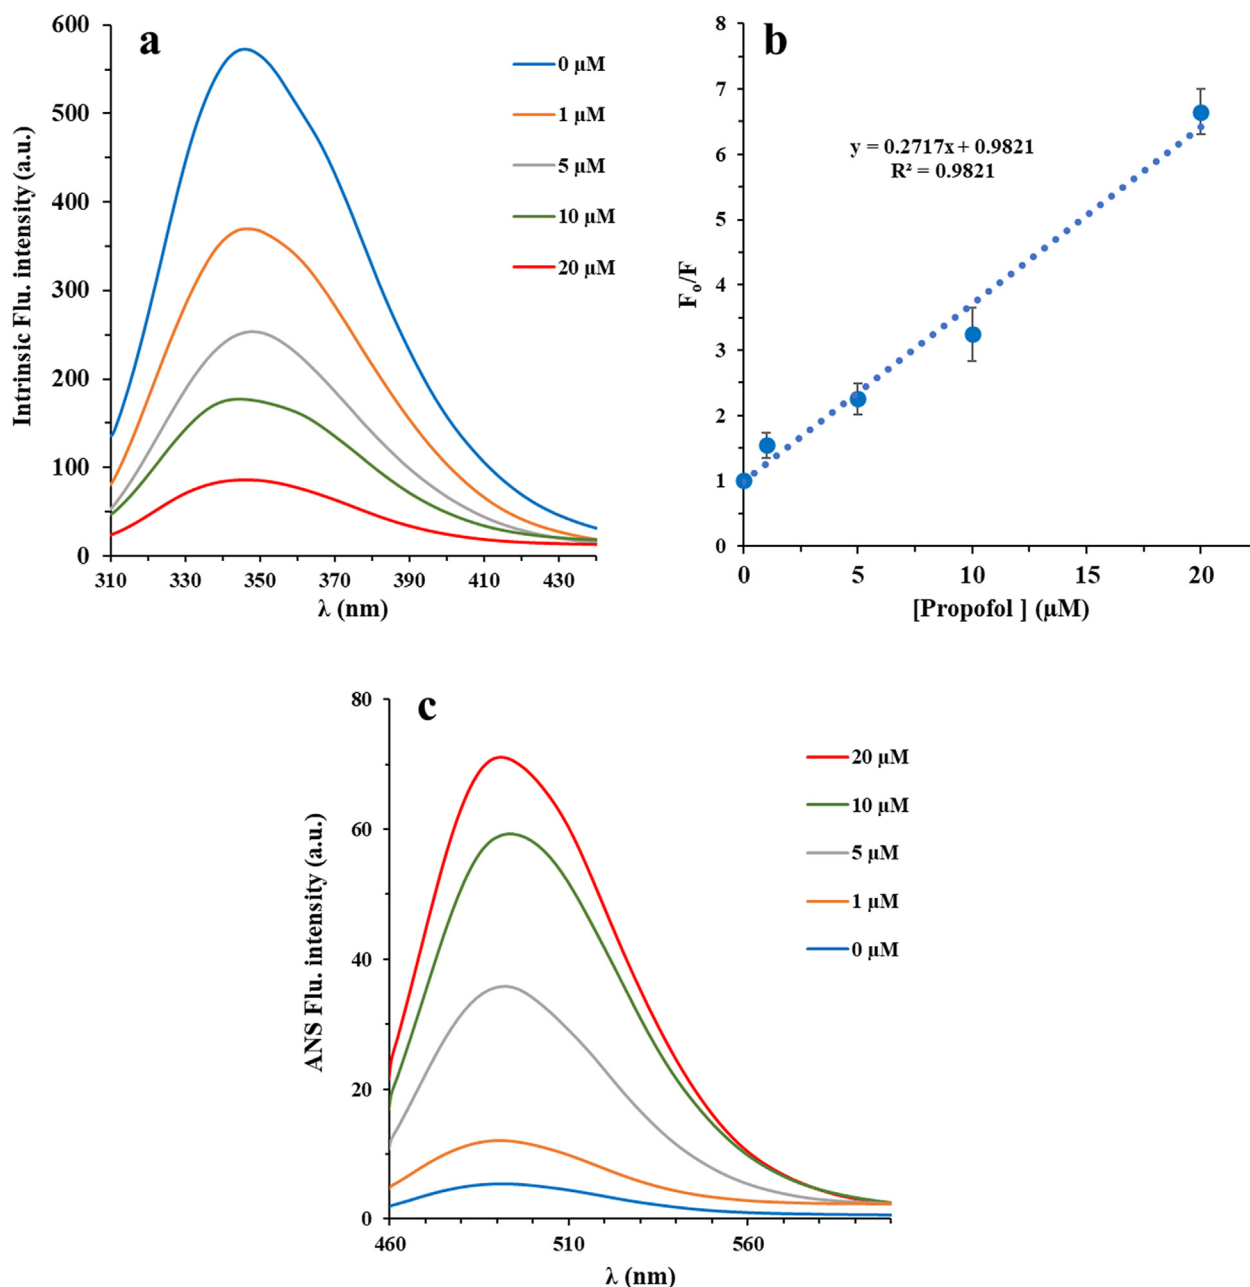 a
600
500
400
300
200
100
0
Intrinsic Flu. intensity (a.u.)
0 µM
1 µM
5 µM
10 µM
20 µM
310 330 350 370 390 410 430
λ (nm)
b
8
7
6
5
4
3
2
1
0
Fₒ/F
y = 0.2717x + 0.9821
R² = 0.9821
0 5 10 15 20
[Propofol ] (µM)
c
80
60
40
20
0
ANS Flu. intensity (a.u.)
20 µM
10 µM
5 µM
1 µM
0 µM
460 510 560
λ (nm)